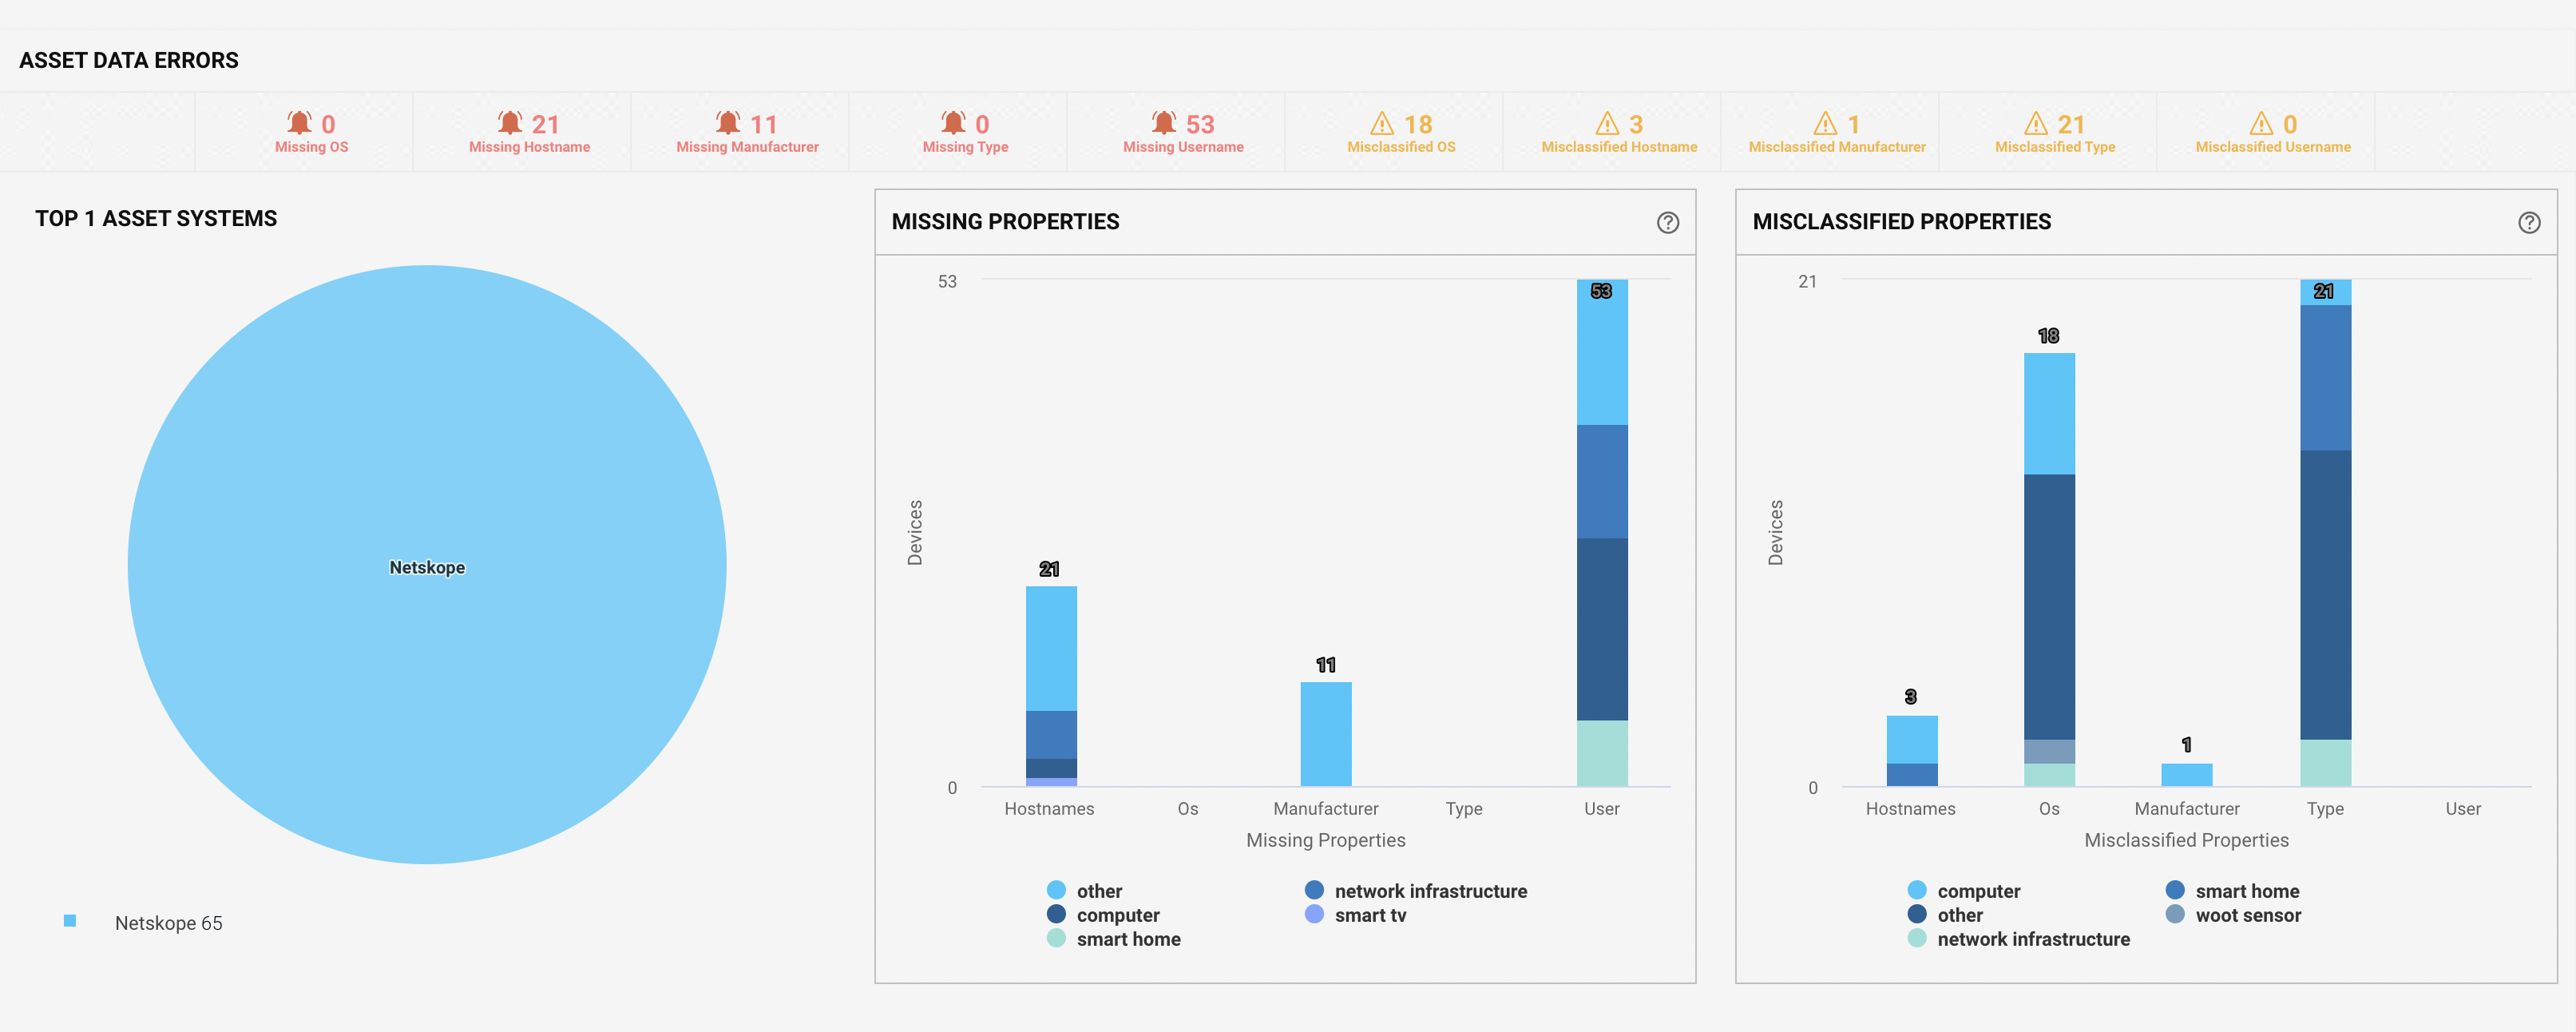 ASSET DATA ERRORS
0
Missing OS
21
Missing Hostname
11
Missing Manufacturer
0
Missing Type
53
Missing Username
18
Misclassified OS
3
Misclassified Hostname
1
Misclassified Manufacturer
21
Misclassified Type
0
Misclassified Username
TOP 1 ASSET SYSTEMS
Netskope
Netskope 65
MISSING PROPERTIES
?
53
0
Devices
21
11
53
Hostnames
Os
Manufacturer
Type
User
Missing Properties
other
network infrastructure
computer
smart tv
smart home
MISCLASSIFIED PROPERTIES
?
21
0
Devices
3
18
1
21
Hostnames
Os
Manufacturer
Type
User
Misclassified Properties
computer
smart home
other
woot sensor
network infrastructure